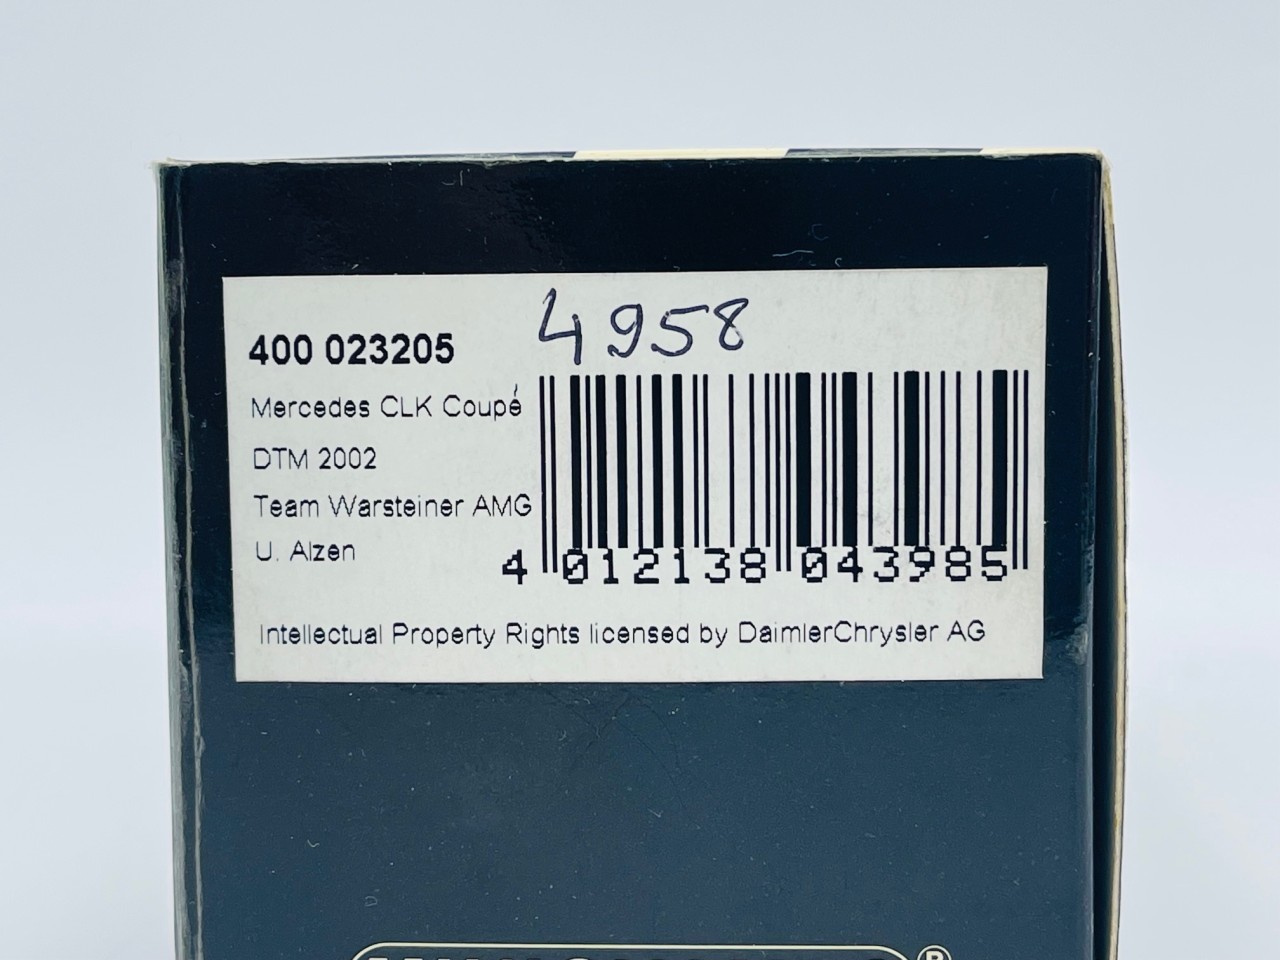 4958
400 023205
Mercedes CLK Coupé
DTM 2002
Team Warsteiner AMG
U. Alzen
4 012138 043985
Intellectual Property Rights licensed by DaimlerChrysler AG
®